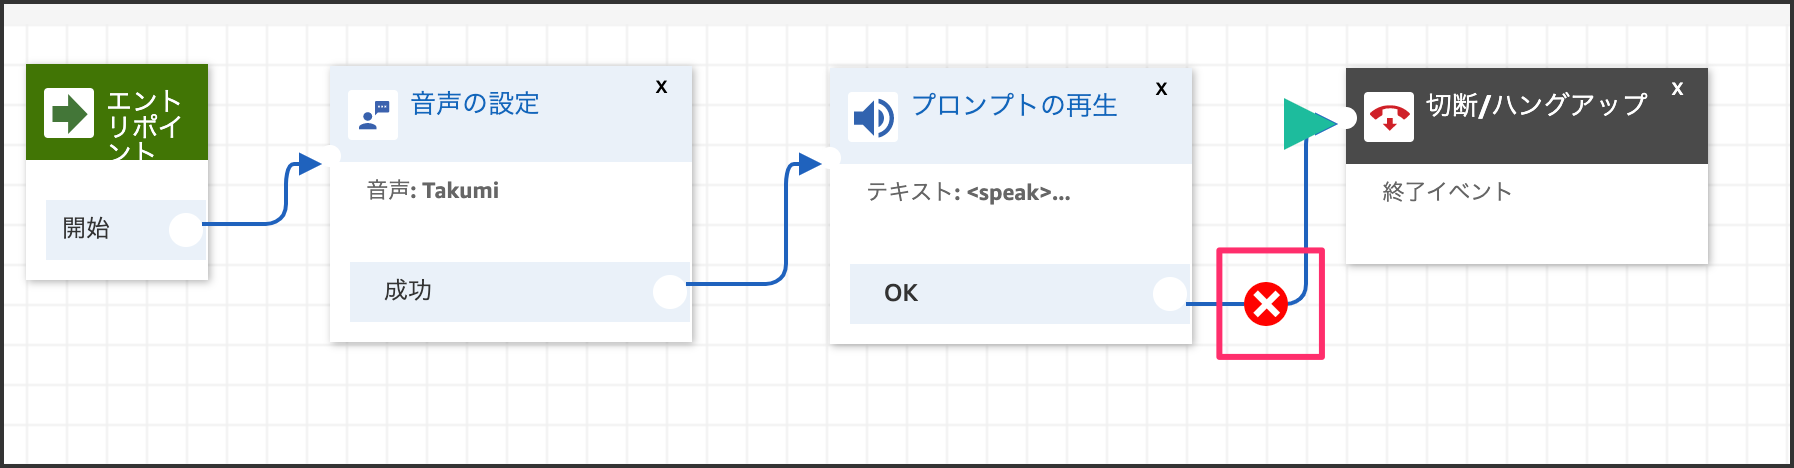 エント
リポイ
ント
開始
音声の設定
X
音声: Takumi
成功
プロンプトの再生
X
テキスト: <speak>...
OK
切断/ハングアップ
X
終了イベント